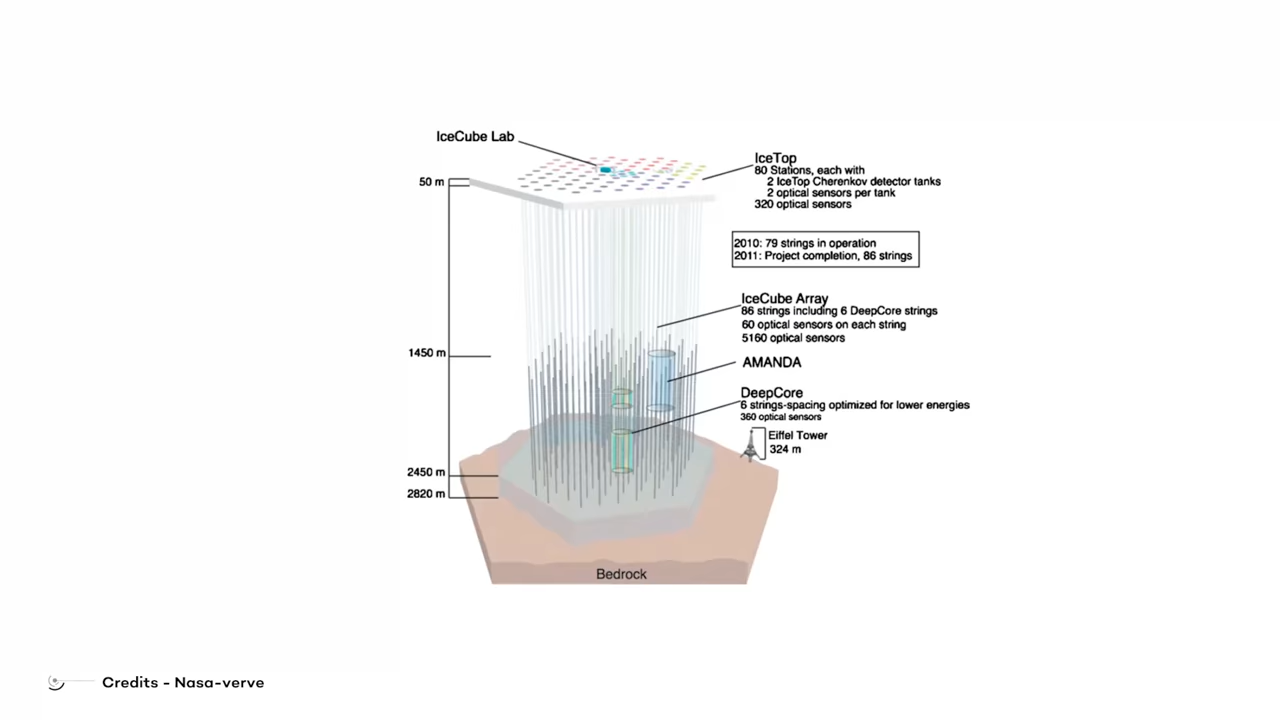 IceCube Lab
50 m
IceTop
80 Stations, each with
2 IceTop Cherenkov detector tanks
2 optical sensors per tank
320 optical sensors
2010: 79 strings in operation
2011: Project completion, 86 strings
IceCube Array
86 strings including 6 DeepCore strings
60 optical sensors on each string
5160 optical sensors
1450 m
AMANDA
DeepCore
6 strings-spacing optimized for lower energies
360 optical sensors
Eiffel Tower
324 m
2450 m
2820 m
Bedrock
Credits - Nasa-verve